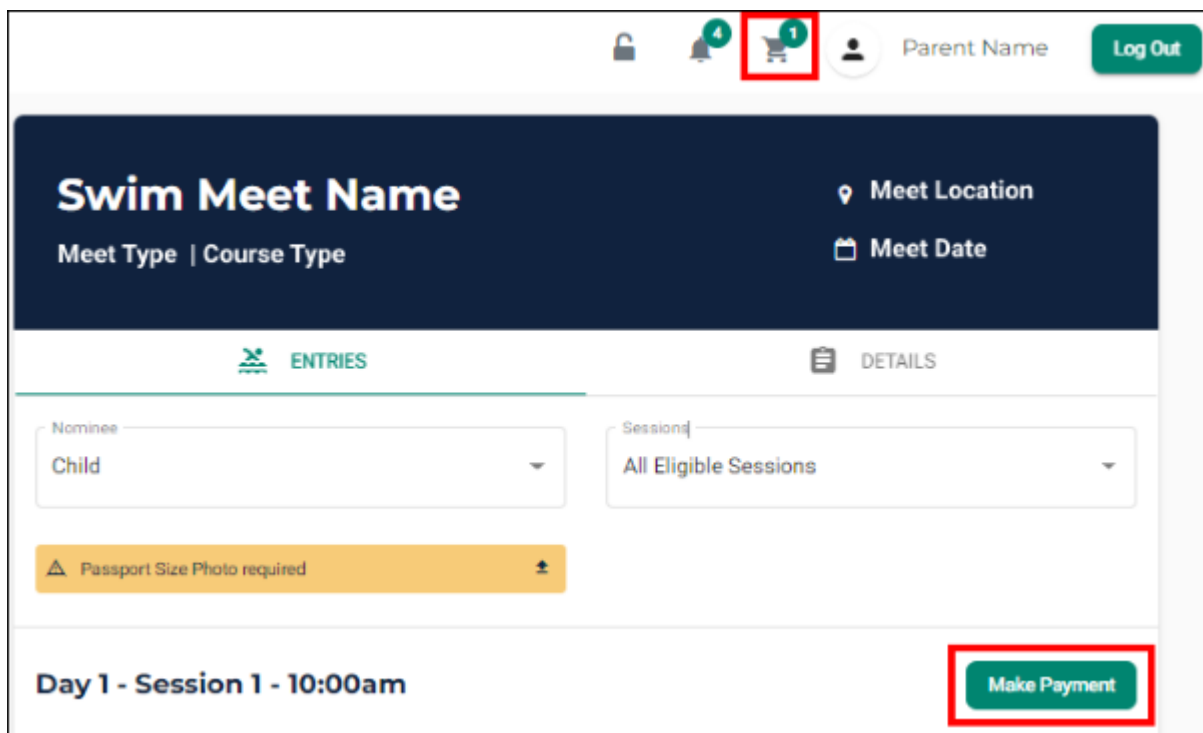 4
1
Parent Name
Log Out
Swim Meet Name
Meet Location
Meet Type | Course Type
Meet Date
ENTRIES
DETAILS
Nominee
Sessions
Child
All Eligible Sessions
Passport Size Photo required
Day 1 - Session 1 - 10:00am
Make Payment